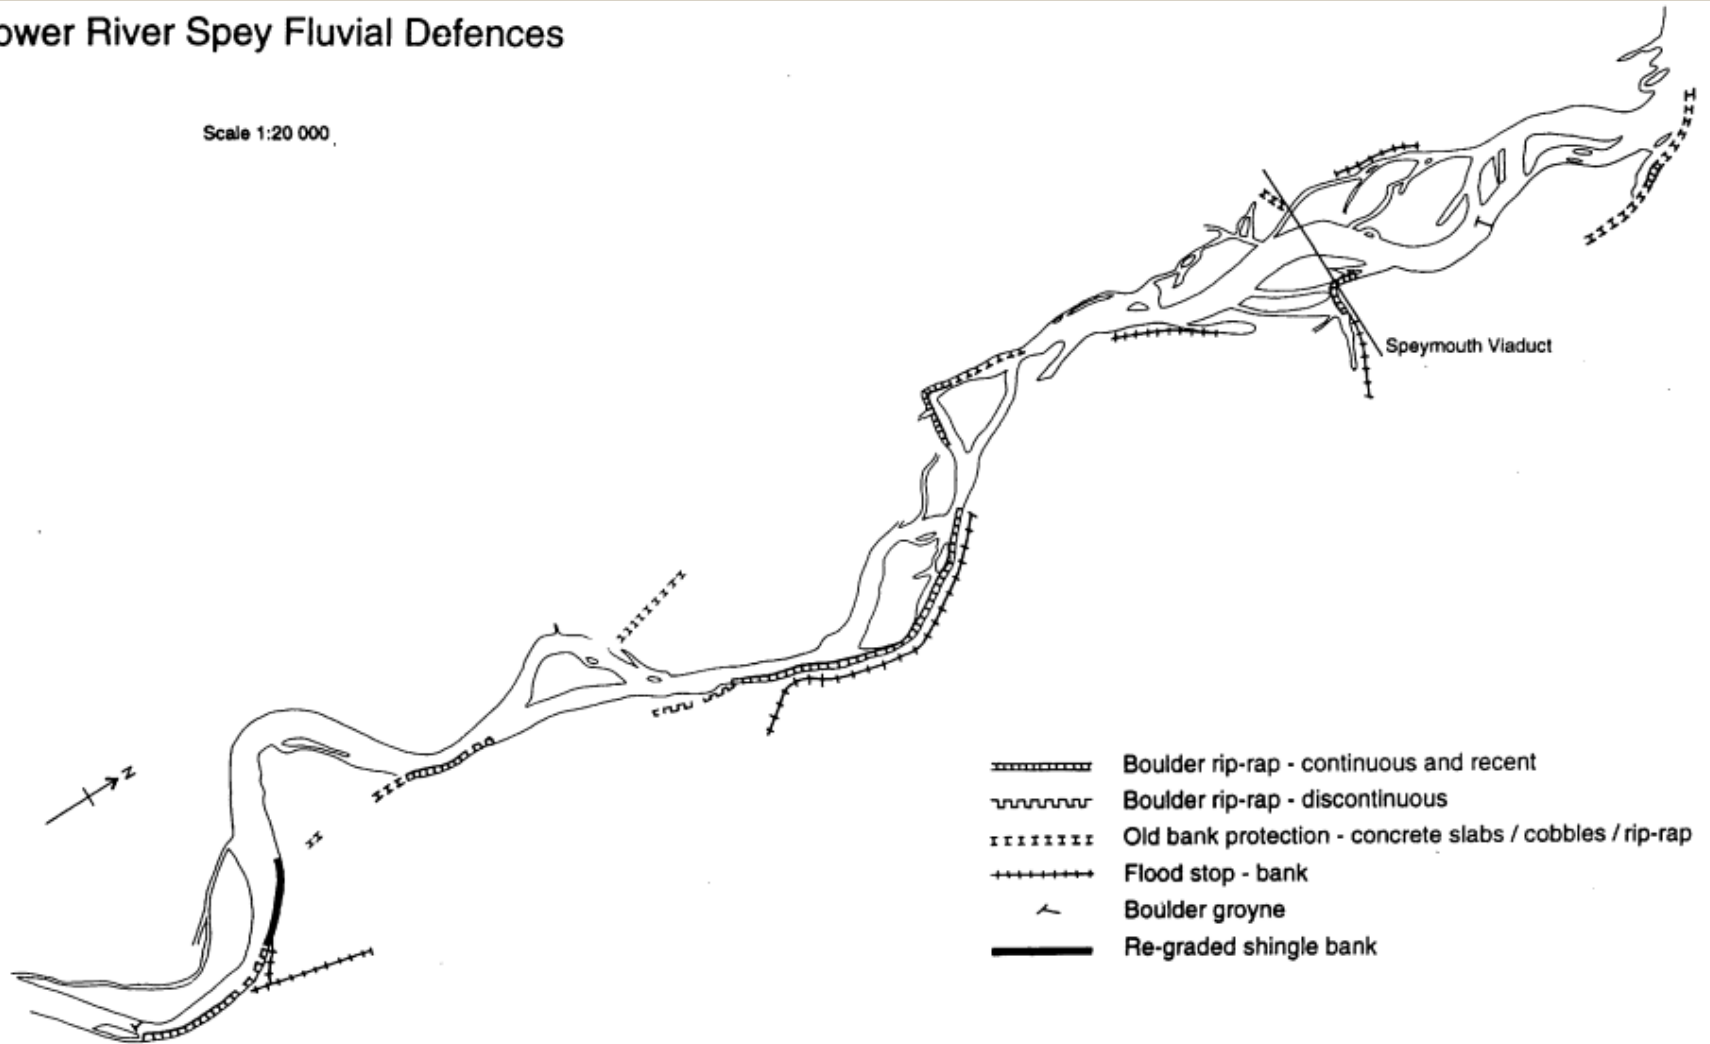 ower River Spey Fluvial Defences
Scale 1:20 000
Speymouth Viaduct
N
Boulder rip-rap - continuous and recent
Boulder rip-rap - discontinuous
Old bank protection - concrete slabs / cobbles / rip-rap
Flood stop - bank
Boulder groyne
Re-graded shingle bank